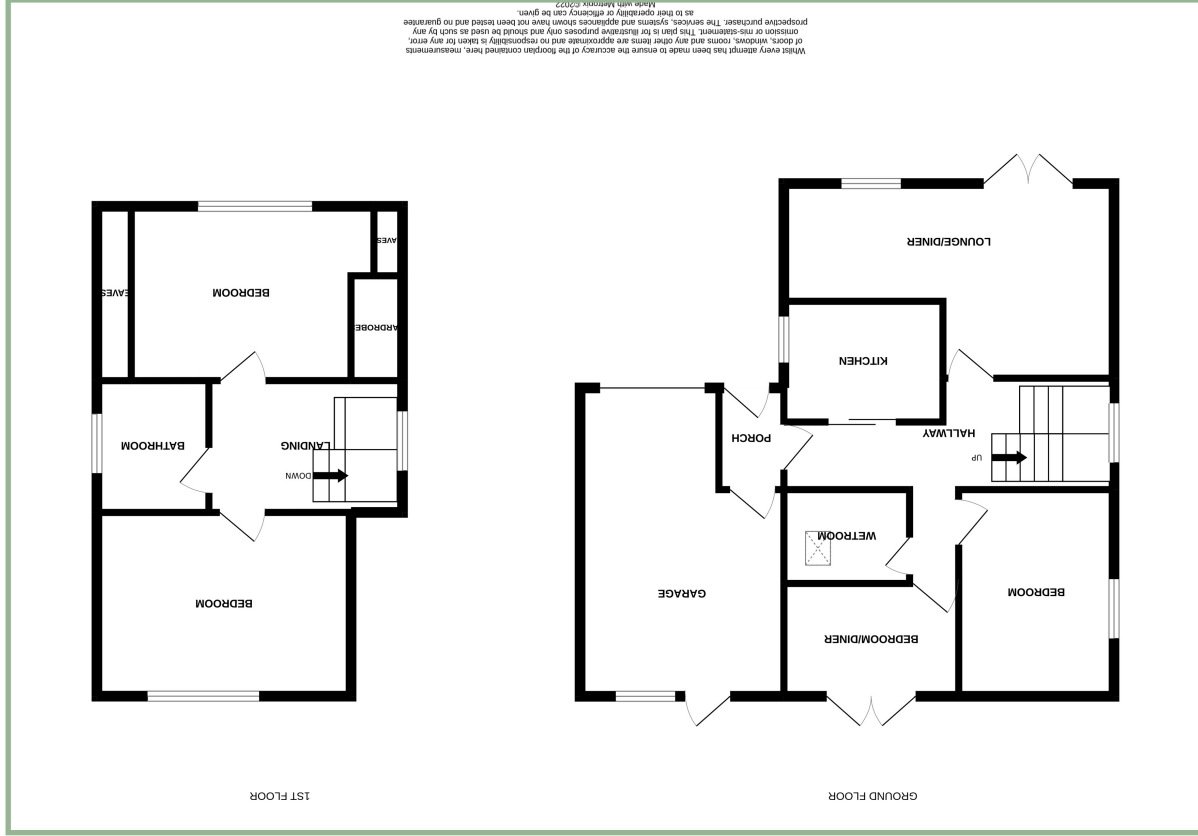 GROUND FLOOR
BEDROOM
BEDROOM/DINER
GARAGE
WETROOM
UP
HALLWAY
PORCH
KITCHEN
LOUNGE/DINER
1ST FLOOR
BEDROOM
DOWN
LANDING
BATHROOM
ARDROBE
BEDROOM
EAVES
AVES
Whilst every attempt has been made to ensure the accuracy of the floorplan contained here, measurements
of doors, windows, rooms and any other items are approximate and no responsibility is taken for any error,
omission or mis-statement. This plan is for illustrative purposes only and should be used as such by any
prospective purchaser. The services, systems and appliances shown have not been tested and no guarantee
as to their operability or efficiency can be given.
Made with Metropix ©2022